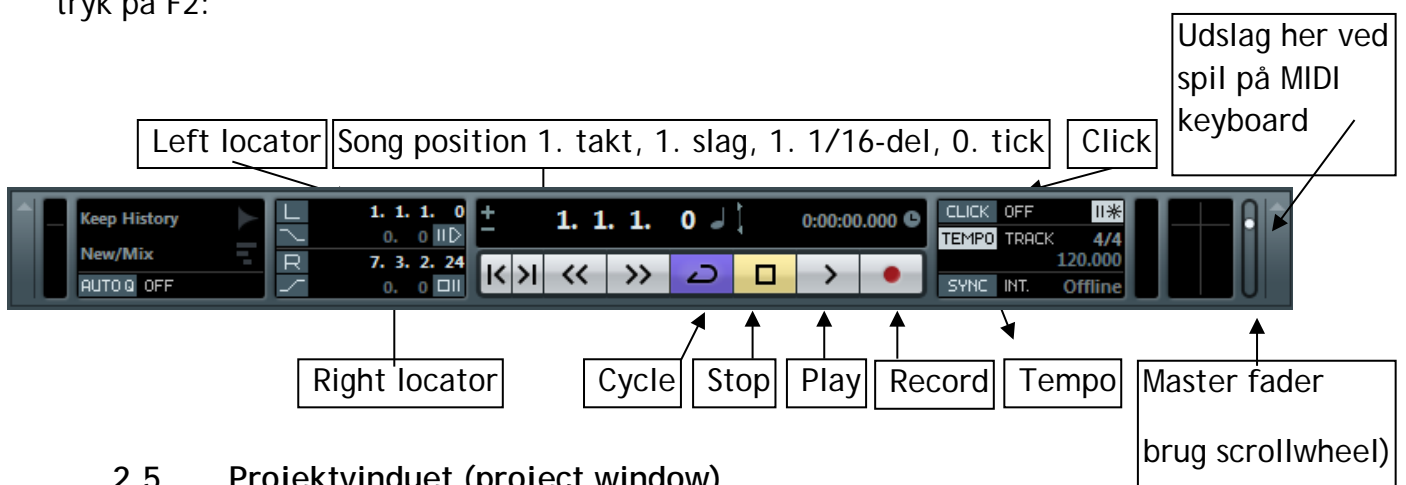 tryk på F2:
Udslag her ved
spil på MIDI
keyboard
Left locator
Song position 1. takt, 1. slag, 1. 1/16-del, 0. tick
Click
Keep History
New/Mix
AUTO Q OFF
L 1. 1. 1. 0
0. 0
R 7. 3. 2. 24
0. 0
1. 1. 1. 0
0:00:00.000
CLICK OFF
TEMPO TRACK 4/4
120.000
SYNC INT. Offline
Right locator
Cycle
Stop
Play
Record
Tempo
Master fader
brug scrollwheel)
2.5 Projektvinduet (project window)